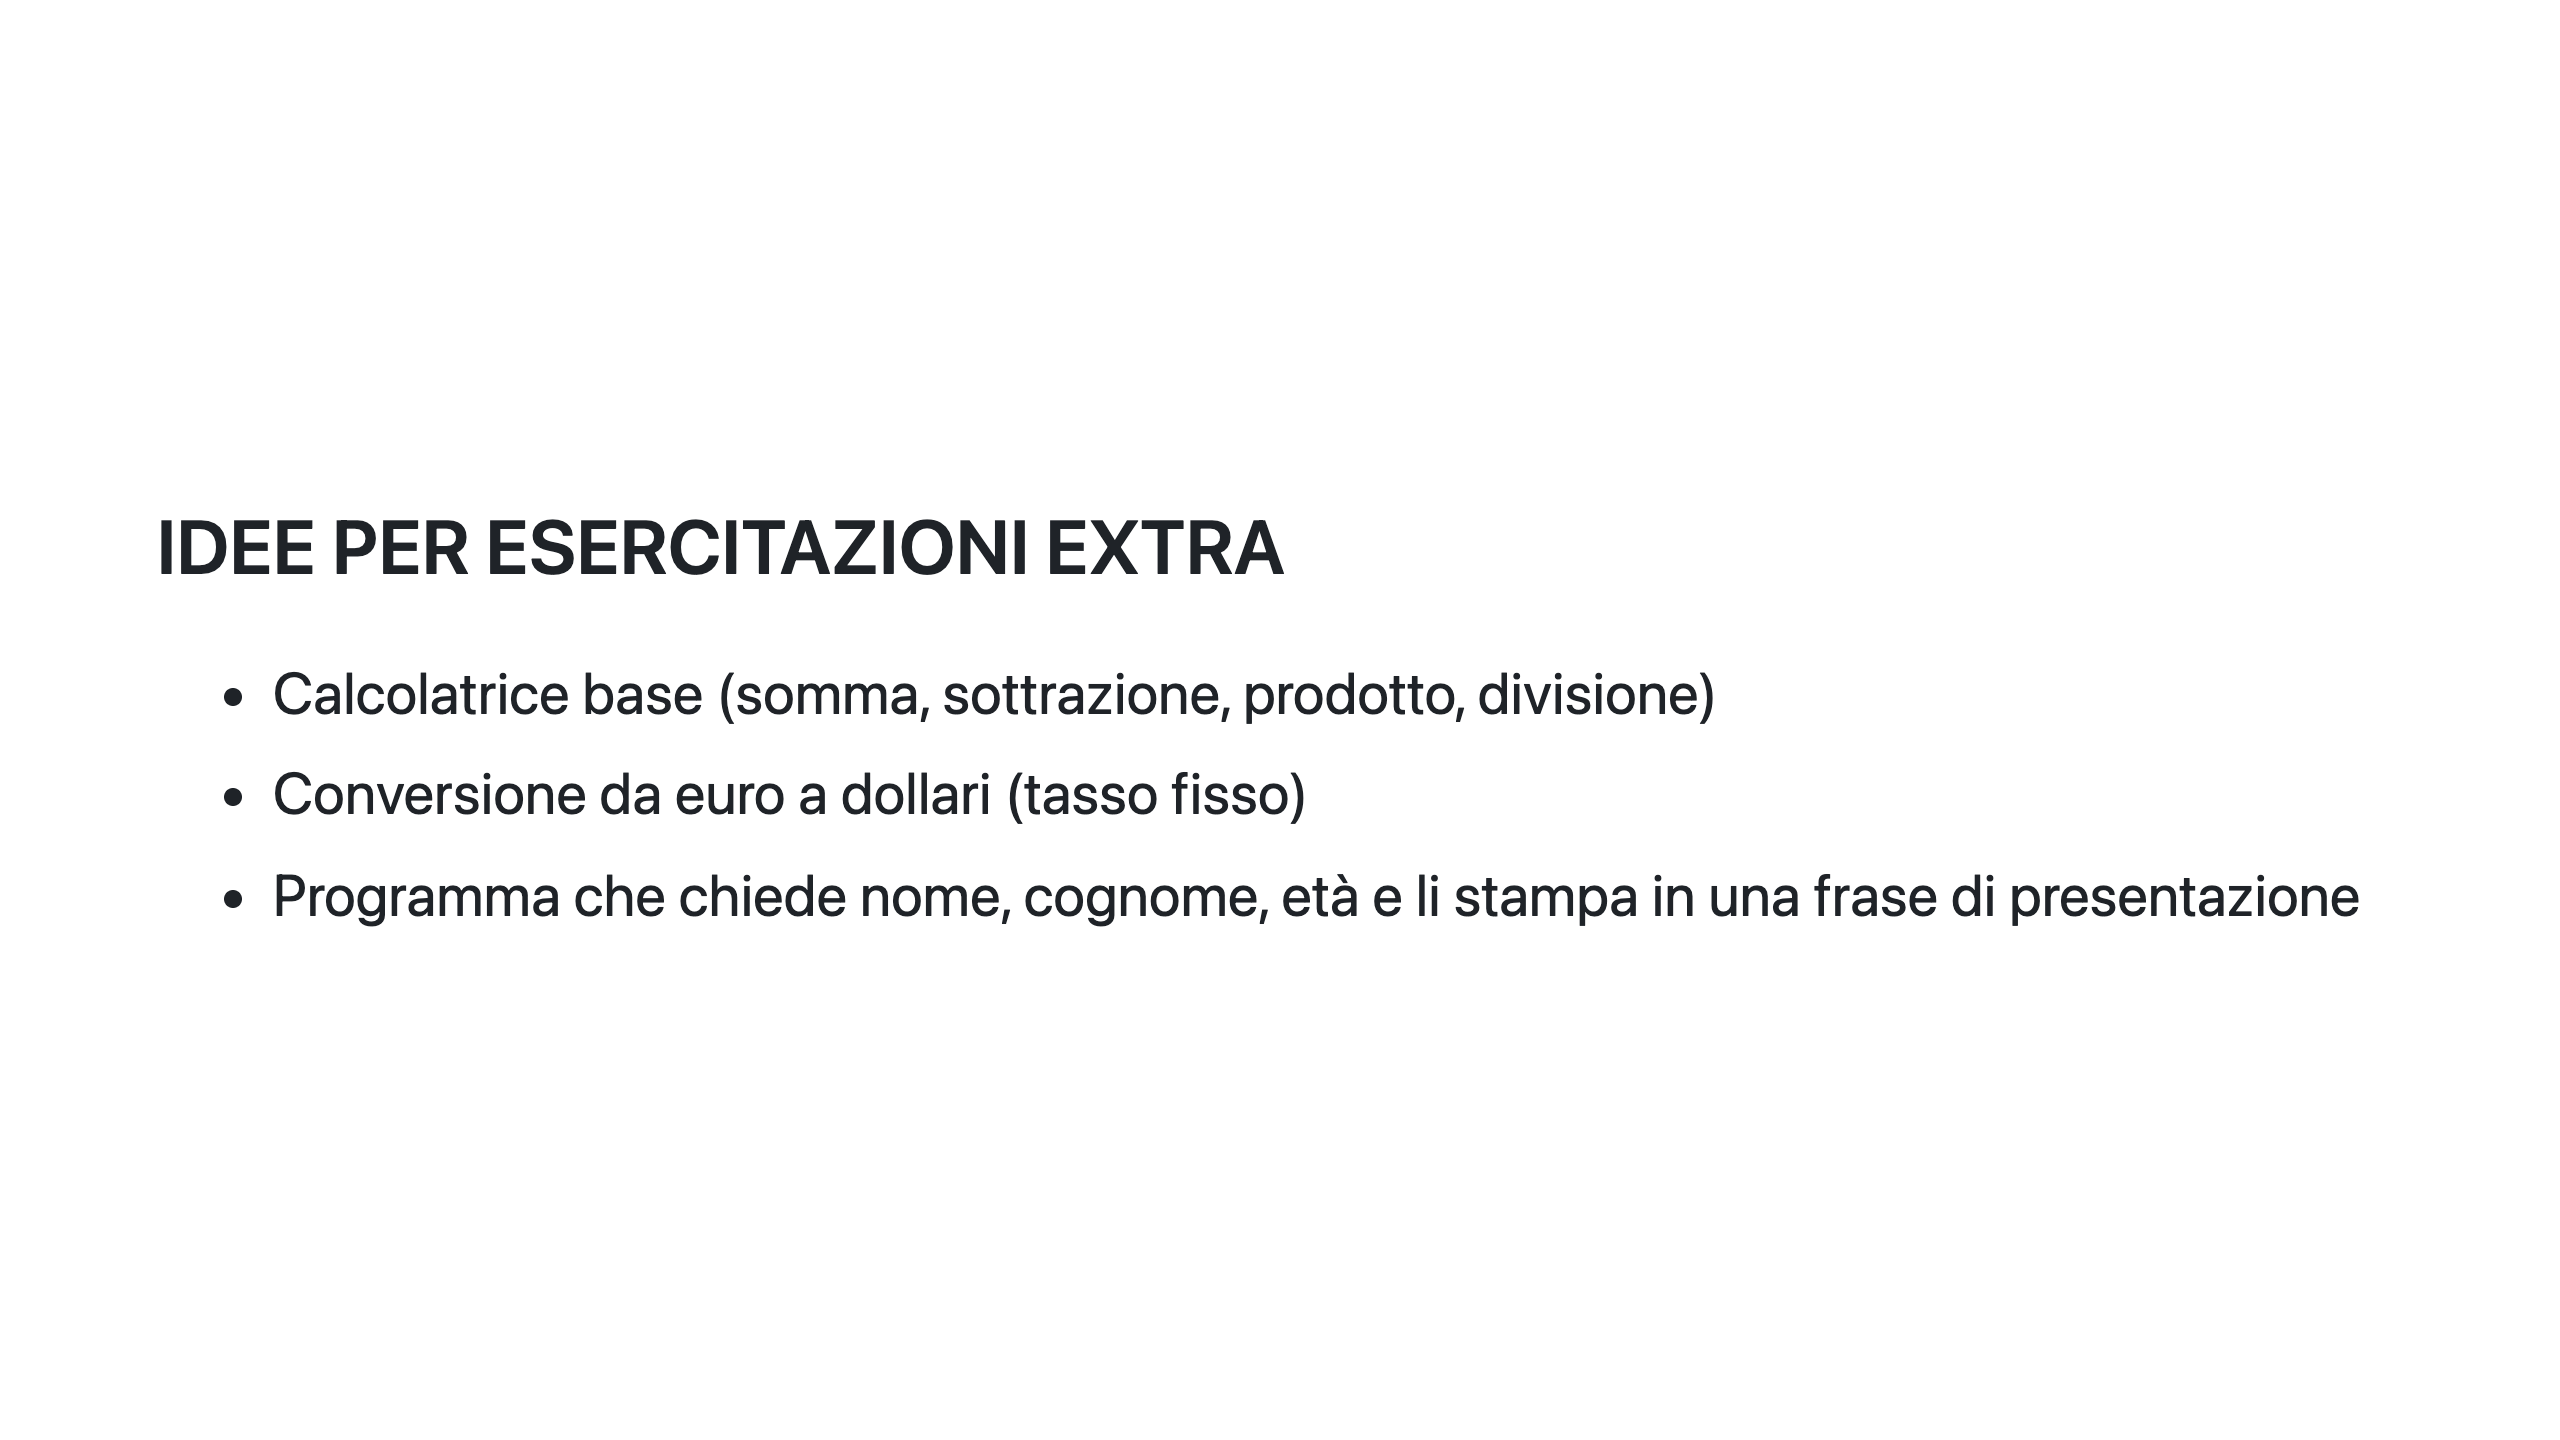 IDEE PER ESERCITAZIONI EXTRA
• Calcolatrice base (somma, sottrazione, prodotto, divisione)
• Conversione da euro a dollari (tasso fisso)
• Programma che chiede nome, cognome, età e li stampa in una frase di presentazione